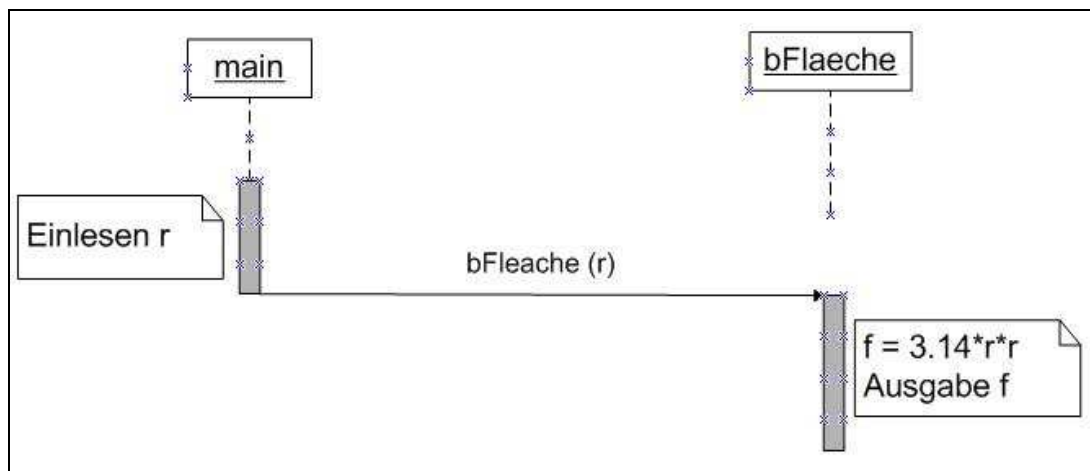 main
bFlaeche
Einlesen r
bFleache (r)
f = 3.14*r*r
Ausgabe f